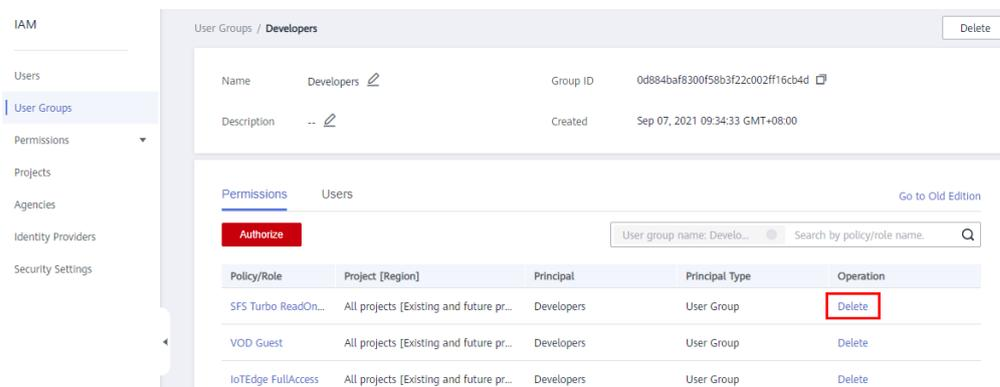 IAM
User Groups / Developers
Delete
Users
User Groups
Permissions
Projects
Agencies
Identity Providers
Security Settings
Name Developers Group ID 0d884baf8300f58b3f22c002ff16cb4d
Description -- Created Sep 07, 2021 09:34:33 GMT+08:00
Permissions Users Go to Old Edition
Authorize User group name: Develo... Search by policy/role name.
Policy/Role Project [Region] Principal Principal Type Operation
SFS Turbo ReadOn... All projects [Existing and future pr... Developers User Group Delete
VOD Guest All projects [Existing and future pr... Developers User Group Delete
IoTEdge FullAccess All projects [Existing and future pr... Developers User Group Delete